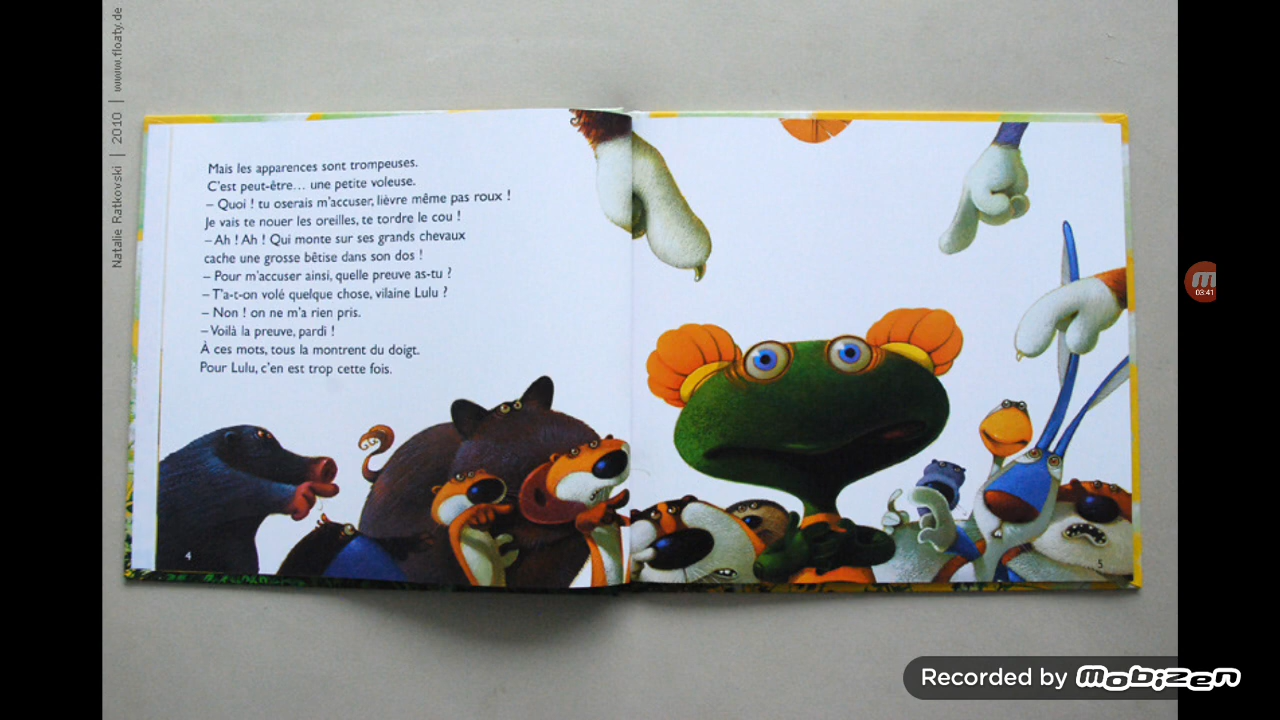 Natalie Ratkovski | 2010 | www.floaty.de
Mais les apparences sont trompeuses.
C'est peut-être... une petite voleuse.
– Quoi ! tu oserais m'accuser, lièvre même pas roux !
Je vais te nouer les oreilles, te tordre le cou !
– Ah ! Ah ! Qui monte sur ses grands chevaux
cache une grosse bêtise dans son dos !
– Pour m'accuser ainsi, quelle preuve as-tu ?
– T'a-t-on volé quelque chose, vilaine Lulu ?
– Non ! on ne m'a rien pris.
– Voilà la preuve, pardi !
À ces mots, tous la montrent du doigt.
Pour Lulu, c'en est trop cette fois.
4
5
03:41
Recorded by mobizen